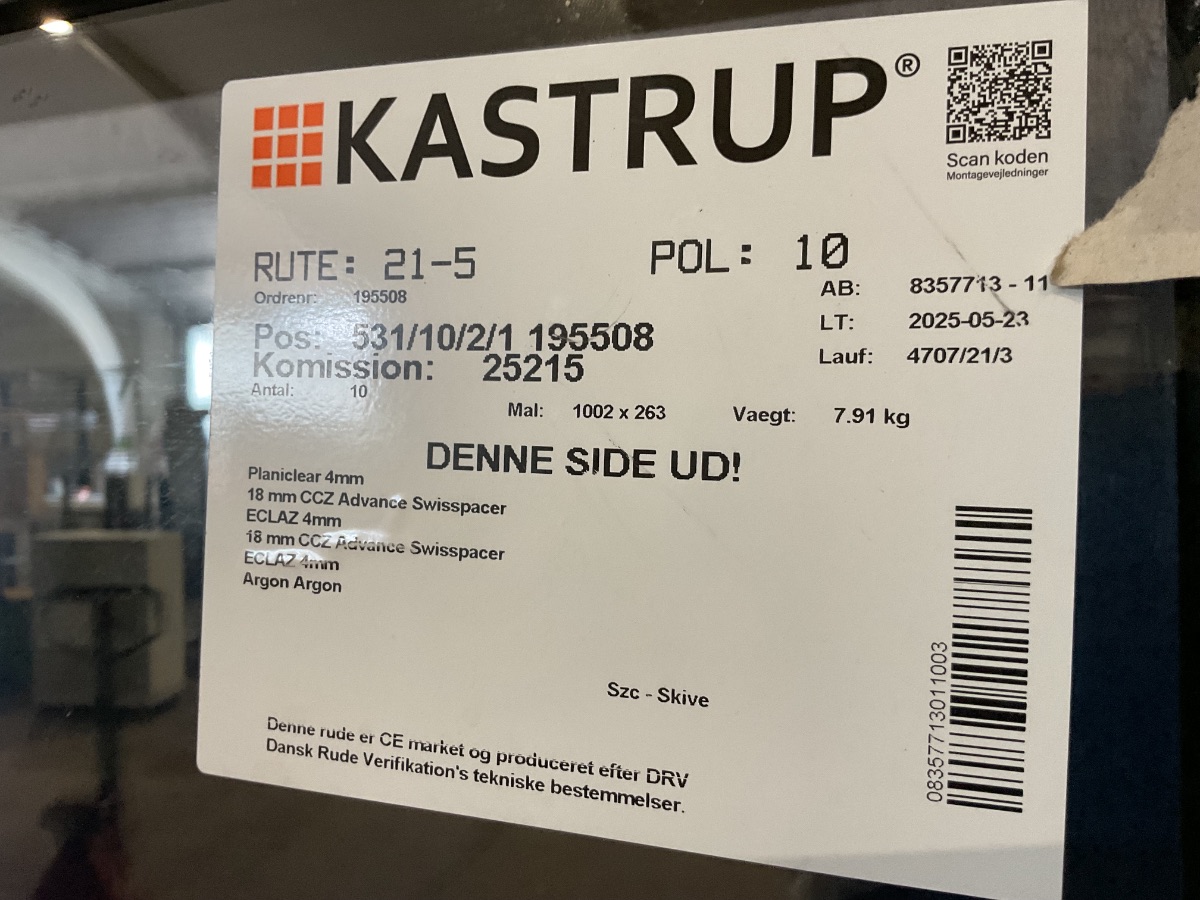 KASTRUP®
Scan koden
Montagevejledninger
RUTE: 21-5
POL: 10
Ordrenr: 195508
AB: 8357713 - 11
LT: 2025-05-23
Pos: 531/10/2/1 195508
Lauf: 4707/21/3
Komission: 25215
Antal: 10
Mal: 1002 x 263
Vaegt: 7.91 kg
DENNE SIDE UD!
Planiclear 4mm
18 mm CCZ Advance Swisspacer
ECLAZ 4mm
18 mm CCZ Advance Swisspacer
ECLAZ 4mm
Argon Argon
0835771301100​3
Szc - Skive
Denne rude er CE market og produceret efter DRV
Dansk Rude Verifikation's tekniske bestemmelser.